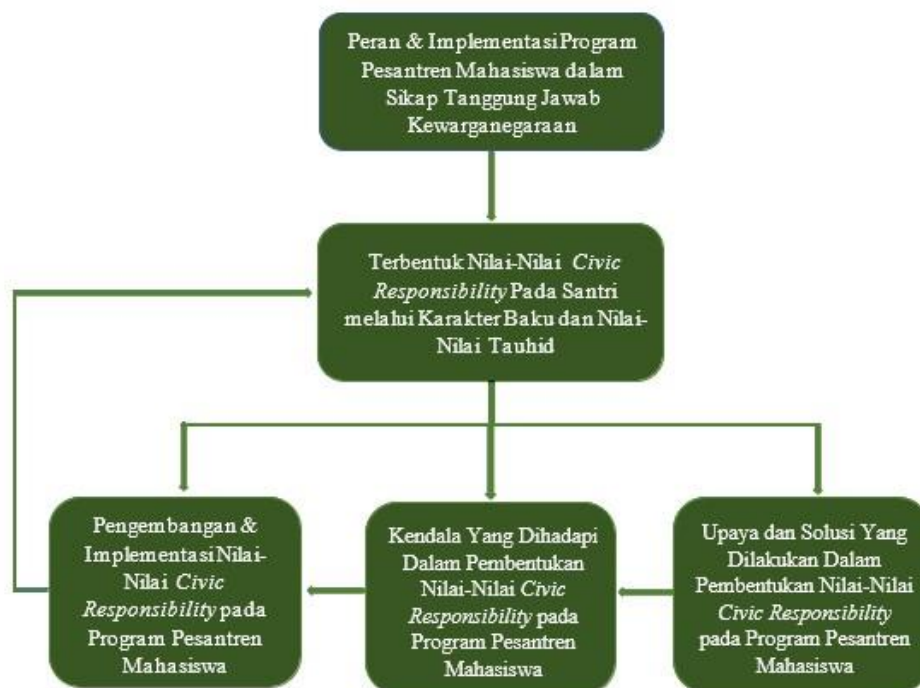 Peran & Implementasi Program
Pesantren Mahasiswa dalam
Sikap Tanggung Jawab
Kewarganegaraan
Terbentuk Nilai-Nilai Civic
Responsibility Pada Santri
melalui Karakter Baku dan Nilai-
Nilai Tauhid
Pengembangan &
Implementasi Nilai-
Nilai Civic
Responsibility pada
Program Pesantren
Mahasiswa
Kendala Yang Dihadapi
Dalam Pembentukan
Nilai-Nilai Civic
Responsibility pada
Program Pesantren
Mahasiswa
Upaya dan Solusi Yang
Dilakukan Dalam
Pembentukan Nilai-Nilai
Civic Responsibility
pada Program Pesantren
Mahasiswa